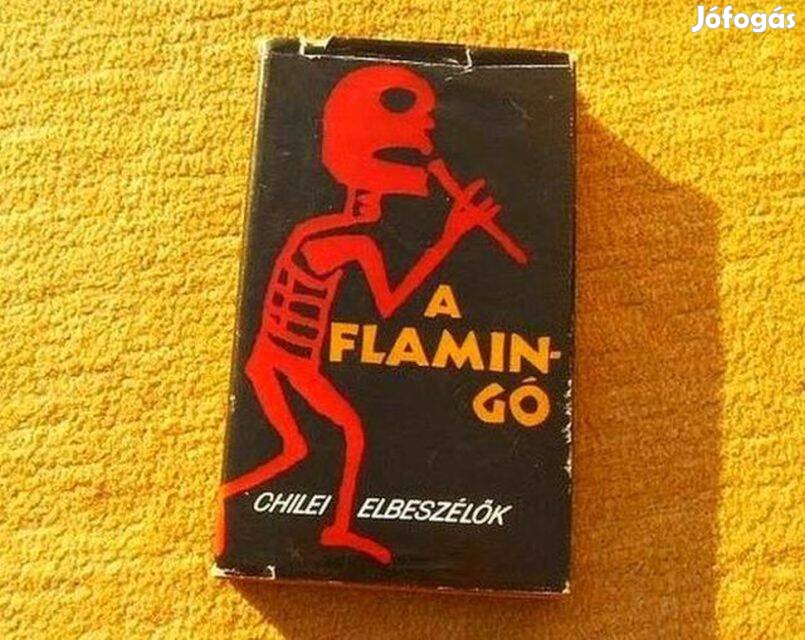 Jófogás
A
FLAMIN-
GÓ
CHILEI ELBESZÉLŐK